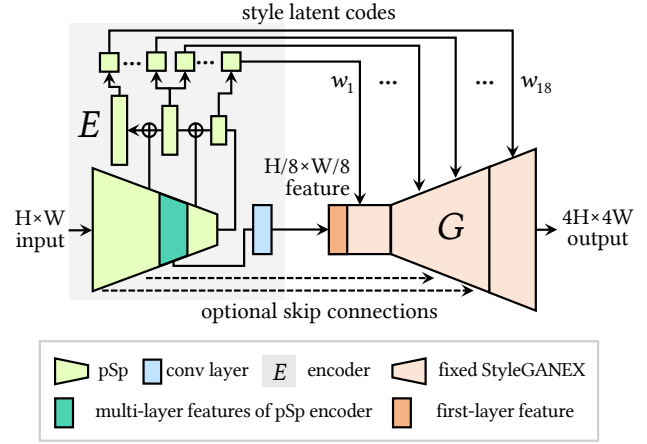 style latent codes
... ...
w1 ... ... w18
E
H/8×W/8
feature
H×W
input
G
4H×4W
output
optional skip connections
pSp conv layer E encoder fixed StyleGANEX
multi-layer features of pSp encoder first-layer feature